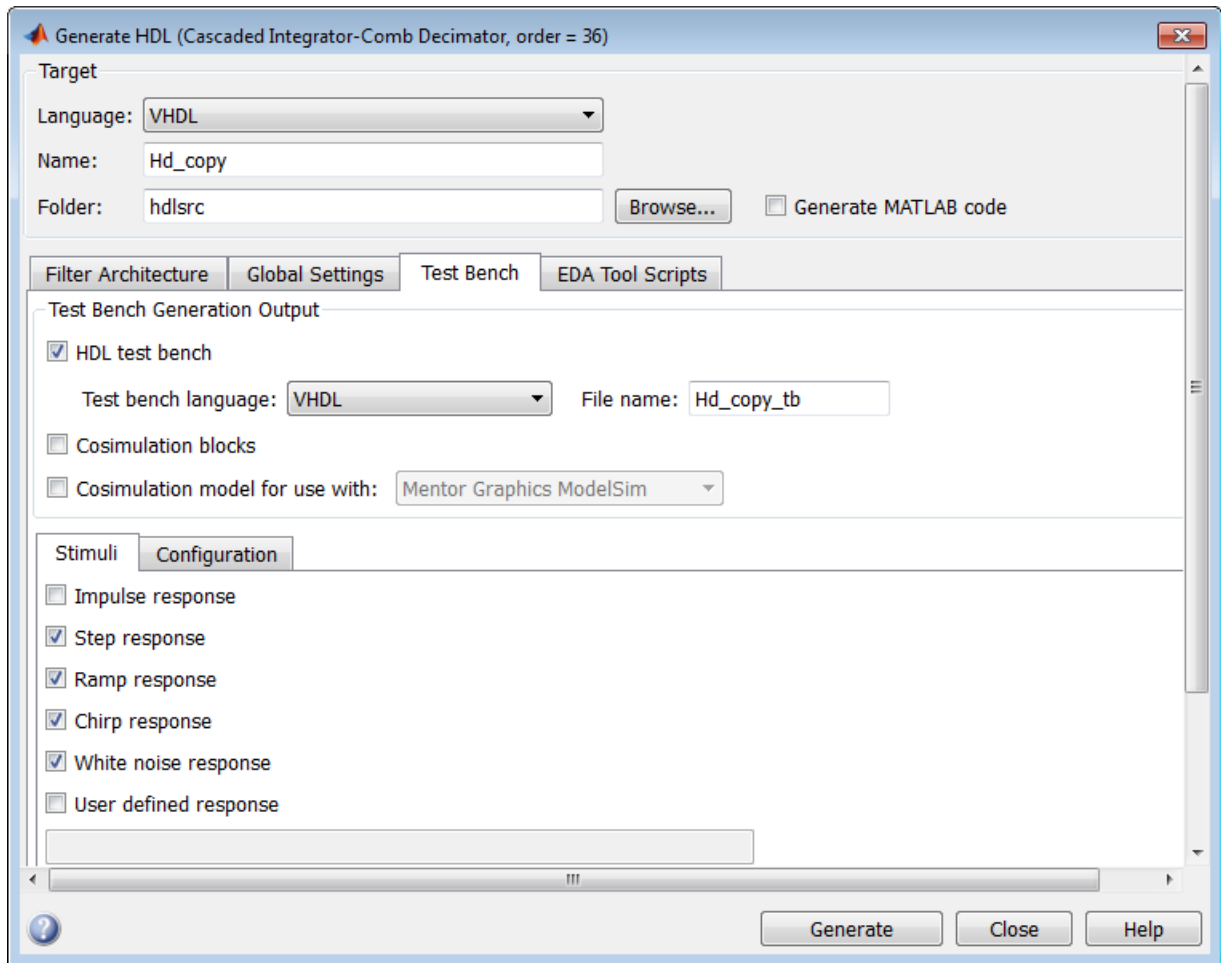 Generate HDL (Cascaded Integrator-Comb Decimator, order = 36)
Target
Language: VHDL
Name: Hd_copy
Folder: hdlsrc Browse... Generate MATLAB code
Filter Architecture Global Settings Test Bench EDA Tool Scripts
Test Bench Generation Output
HDL test bench
Test bench language: VHDL File name: Hd_copy_tb
Cosimulation blocks
Cosimulation model for use with: Mentor Graphics ModelSim
Stimuli Configuration
Impulse response
Step response
Ramp response
Chirp response
White noise response
User defined response
? Generate Close Help